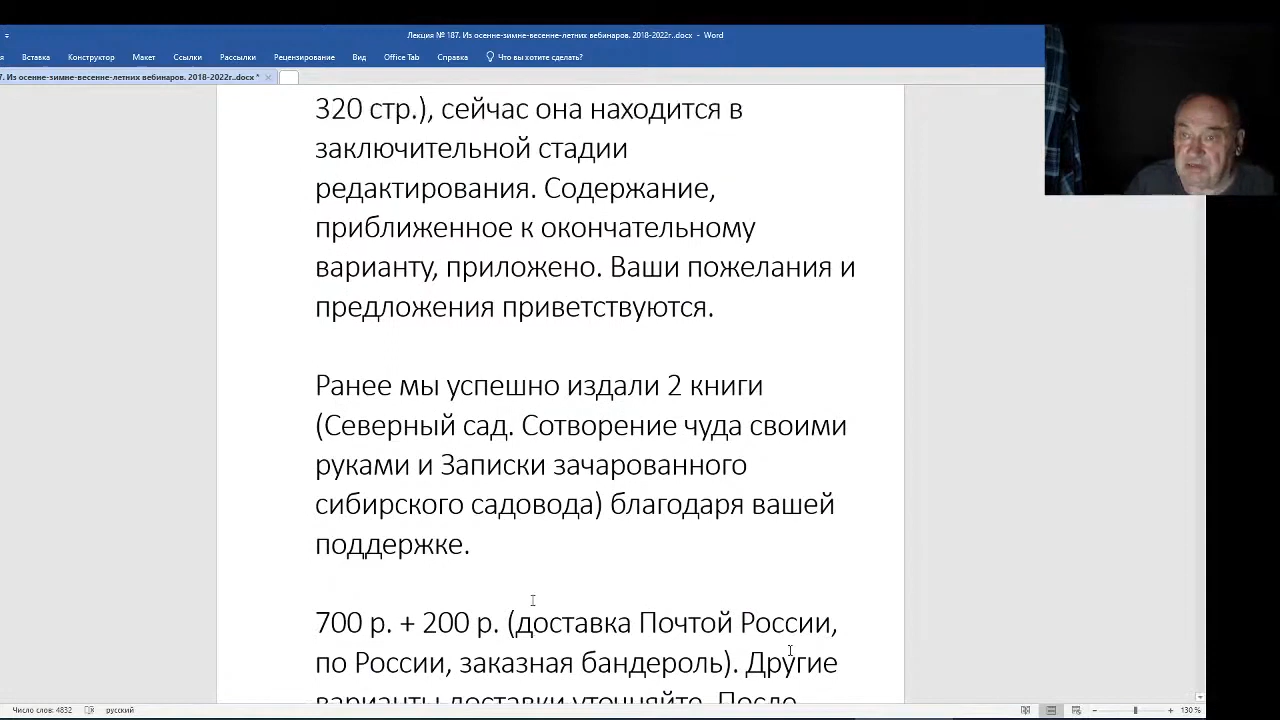 Лекция № 187. Из осенне-зимне-весенне-летних вебинаров. 2018-2022г..docx - Word
я Вставка Конструктор Макет Ссылки Рассылки Рецензирование Вид Office Tab Справка Что вы хотите сделать?
7. Из осенне-зимне-весенне-летних вебинаров. 2018-2022г..docx *
320 стр.), сейчас она находится в
заключительной стадии
редактирования. Содержание,
приближенное к окончательному
варианту, приложено. Ваши пожелания и
предложения приветствуются.
Ранее мы успешно издали 2 книги
(Северный сад. Сотворение чуда своими
руками и Записки зачарованного
сибирского садовода) благодаря вашей
поддержке.
700 р. + 200 р. (доставка Почтой России,
по России, заказная бандероль). Другие
варианты доставки уточняйте. После
Число слов: 4832 русский 130 %